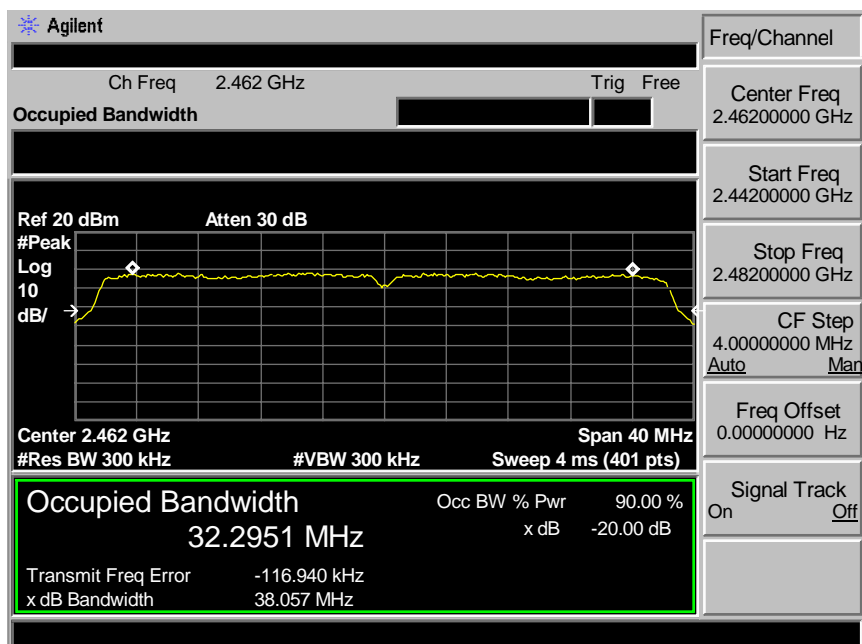 Agilent
Freq/Channel
Ch Freq 2.462 GHz Trig Free
Occupied Bandwidth
Center Freq
2.46200000 GHz
Start Freq
2.44200000 GHz
Stop Freq
2.48200000 GHz
CF Step
4.00000000 MHz
Auto Man
Freq Offset
0.00000000 Hz
Signal Track
On Off
Ref 20 dBm Atten 30 dB
#Peak
Log
10
dB/
Center 2.462 GHz Span 40 MHz
#Res BW 300 kHz #VBW 300 kHz Sweep 4 ms (401 pts)
Occupied Bandwidth Occ BW % Pwr 90.00 %
32.2951 MHz x dB -20.00 dB
Transmit Freq Error -116.940 kHz
x dB Bandwidth 38.057 MHz